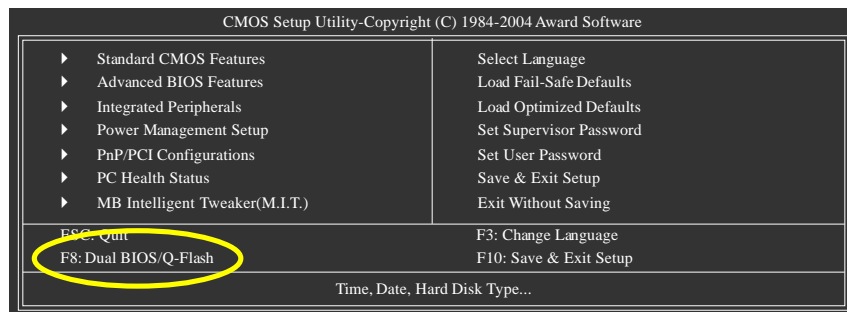 CMOS Setup Utility-Copyright (C) 1984-2004 Award Software
Standard CMOS Features
Advanced BIOS Features
Integrated Peripherals
Power Management Setup
PnP/PCI Configurations
PC Health Status
MB Intelligent Tweaker(M.I.T.)
Select Language
Load Fail-Safe Defaults
Load Optimized Defaults
Set Supervisor Password
Set User Password
Save & Exit Setup
Exit Without Saving
ESC: Quit
F3: Change Language
F8: Dual BIOS/Q-Flash
F10: Save & Exit Setup
Time, Date, Hard Disk Type...